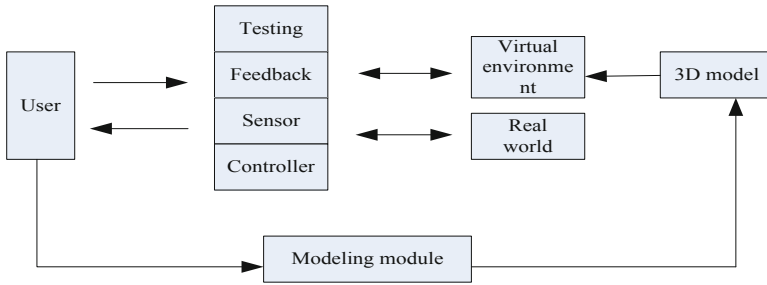 Testing
Feedback
Sensor
Controller
User
Virtual
environme
nt
Real
world
3D model
Modeling module